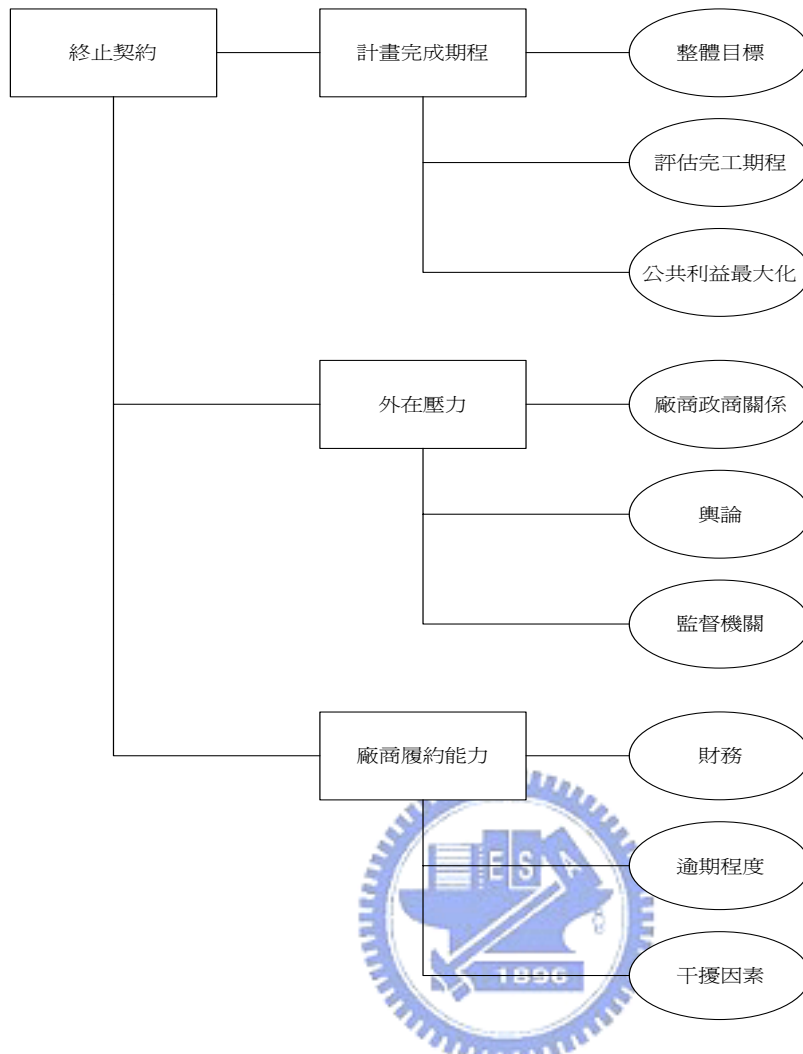 終止契約
計畫完成期程
整體目標
評估完工期程
公共利益最大化
外在壓力
廠商政商關係
輿論
監督機關
廠商履約能力
財務
逾期程度
干擾因素
E S A
1896